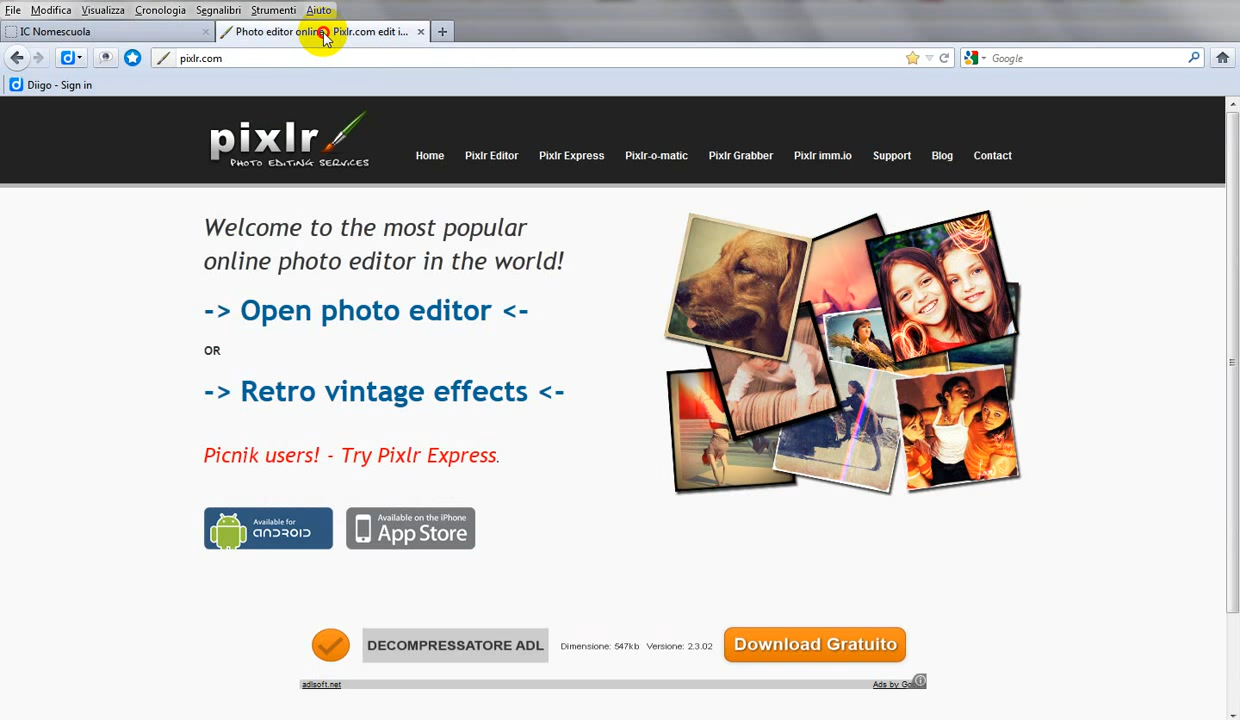 File Modifica Visualizza Cronologia Segnalibri Strumenti Aiuto
IC Nomescuola
Photo editor online Pixlr.com edit i...
pixlr.com
Google
Diigo - Sign in
pixlr
PHOTO EDITING SERVICES
Home Pixlr Editor Pixlr Express Pixlr-o-matic Pixlr Grabber Pixlr imm.io Support Blog Contact
Welcome to the most popular
online photo editor in the world!
-> Open photo editor <-
OR
-> Retro vintage effects <-
Picnik users! - Try Pixlr Express.
Available for
ANDROID
Available on the iPhone
App Store
DECOMPRESSATORE ADL
Dimensione: 547kb Versione: 2.3.02
Download Gratuito
adlsoft.net
Ads by Go